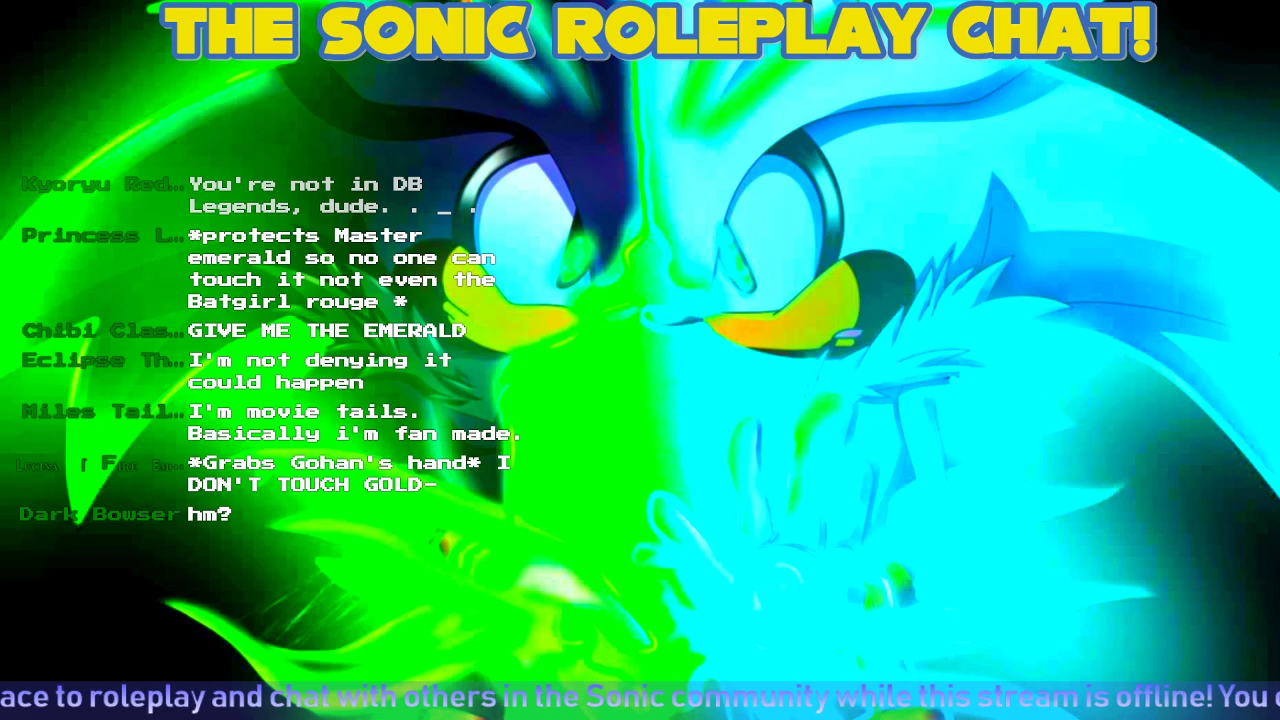 THE SONIC ROLEPLAY CHAT!
Kyoryu Red… You're not in DB
Legends, dude. . _ .
Princess L… *protects Master
emerald so no one can
touch it not even the
Batgirl rouge *
Chibi Clas… GIVE ME THE EMERALD
Eclipse Th… I'm not denying it
could happen
Miles Tail… I'm movie tails.
Basically i'm fan made.
*Grabs Gohan's hand* I
DON'T TOUCH GOLD-
Dark Bowser hm?
ace to roleplay and chat with others in the Sonic community while this stream is offline! You